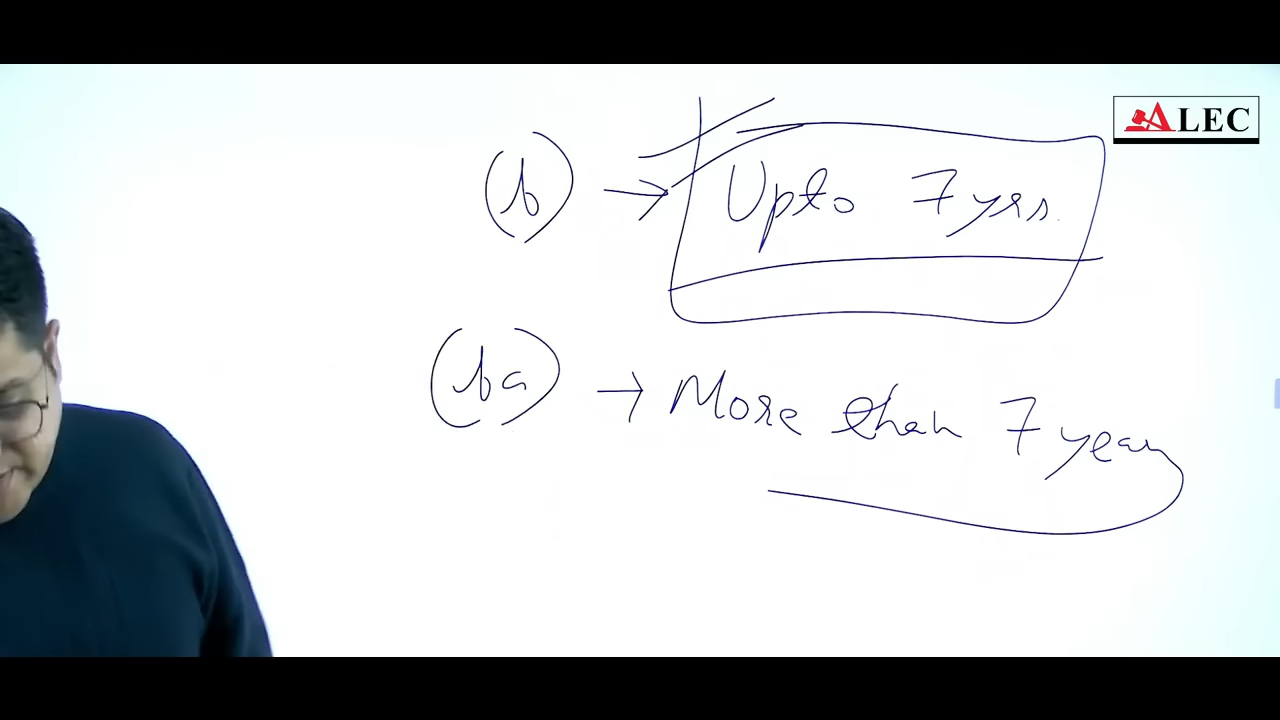 ALEC
(b) → Upto 7 yrs.
(ba) → More than 7 years